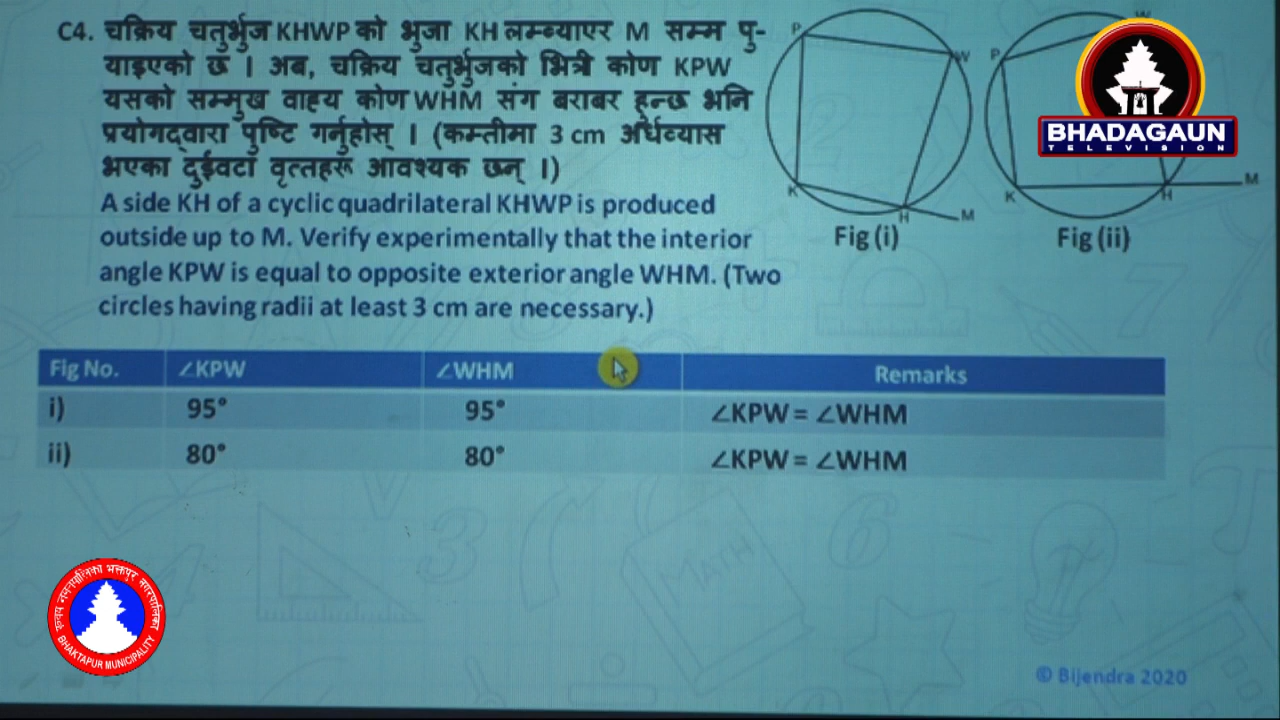 C4. चक्रिय चतुर्भुज KHWP को भुजा KH लम्ब्याएर M सम्म पु-
याइएको छ । अब, चक्रिय चतुर्भुजको भित्री कोण KPW
यसको सम्मुख वाह्य कोण WHM संग बराबर हुन्छ भनि
प्रयोगद्वारा पुष्टि गर्नुहोस् । (कम्तीमा 3 cm अर्धव्यास
भएका दुईवटा वृत्तहरू आवश्यक छन् ।)
A side KH of a cyclic quadrilateral KHWP is produced
outside up to M. Verify experimentally that the interior
angle KPW is equal to opposite exterior angle WHM. (Two
circles having radii at least 3 cm are necessary.)
P
W
K
H
M
Fig (i)
P
W
K
H
M
Fig (ii)
BHADAGAUN
TELEVISION
Fig No. ∠KPW ∠WHM Remarks
i) 95° 95° ∠KPW = ∠WHM
ii) 80° 80° ∠KPW = ∠WHM
MATH
भक्तपुर नगरपालिका
BHAKTAPUR MUNICIPALITY
© Bijendra 2020